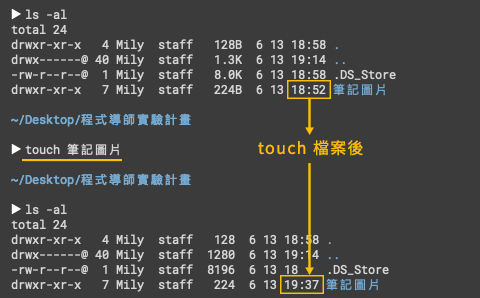 ▶ ls -al
total 24
drwxr-xr-x   4 Mily  staff   128B  6 13 18:58 .
drwx------@ 40 Mily  staff   1.3K  6 13 19:14 ..
-rw-r--r--@  1 Mily  staff   8.0K  6 13 18:58 .DS_Store
drwxr-xr-x   7 Mily  staff   224B  6 13 18:52 筆記圖片
~/Desktop/程式導師實驗計畫
▶ touch 筆記圖片
touch 檔案後
~/Desktop/程式導師實驗計畫
▶ ls -al
total 24
drwxr-xr-x   4 Mily  staff   128  6 13 18:58 .
drwx------@ 40 Mily  staff  1280  6 13 19:14 ..
-rw-r--r--@  1 Mily  staff  8196  6 13 18 .DS_Store
drwxr-xr-x   7 Mily  staff   224  6 13 19:37 筆記圖片